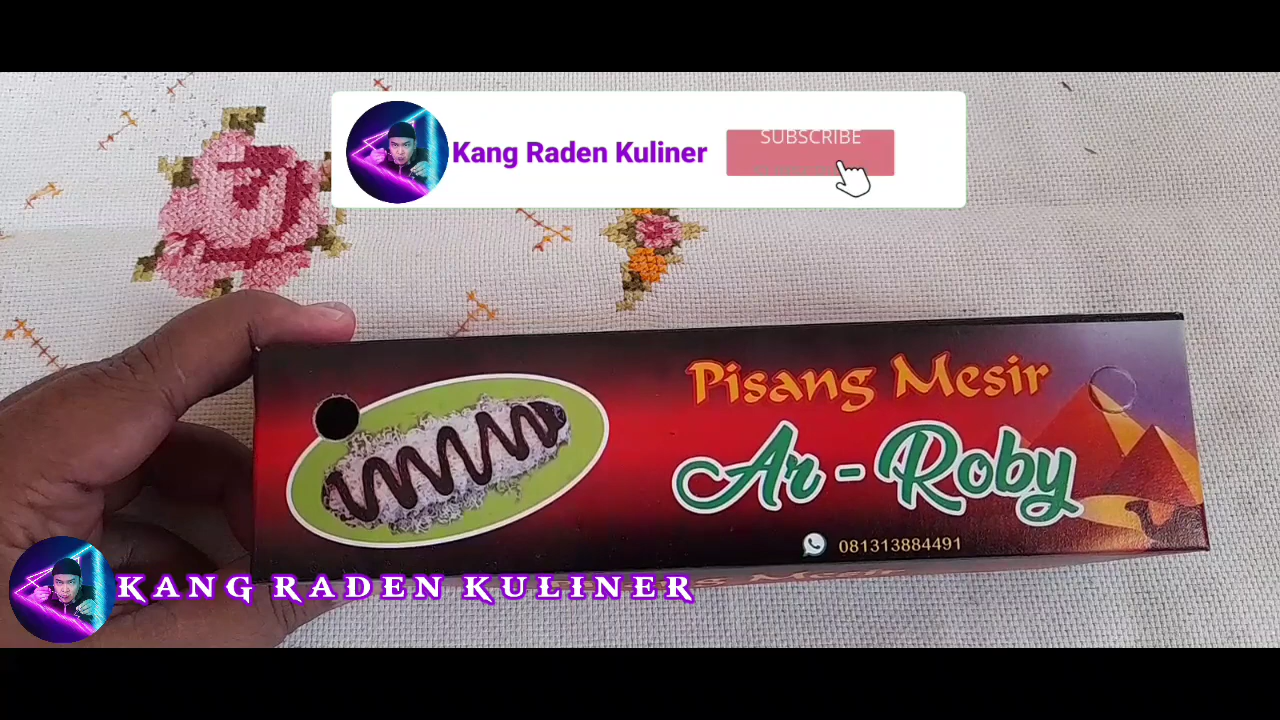 Kang Raden Kuliner
SUBSCRIBE
Pisang Mesir
Ar - Roby
081313884491
KANG RADEN KULINER